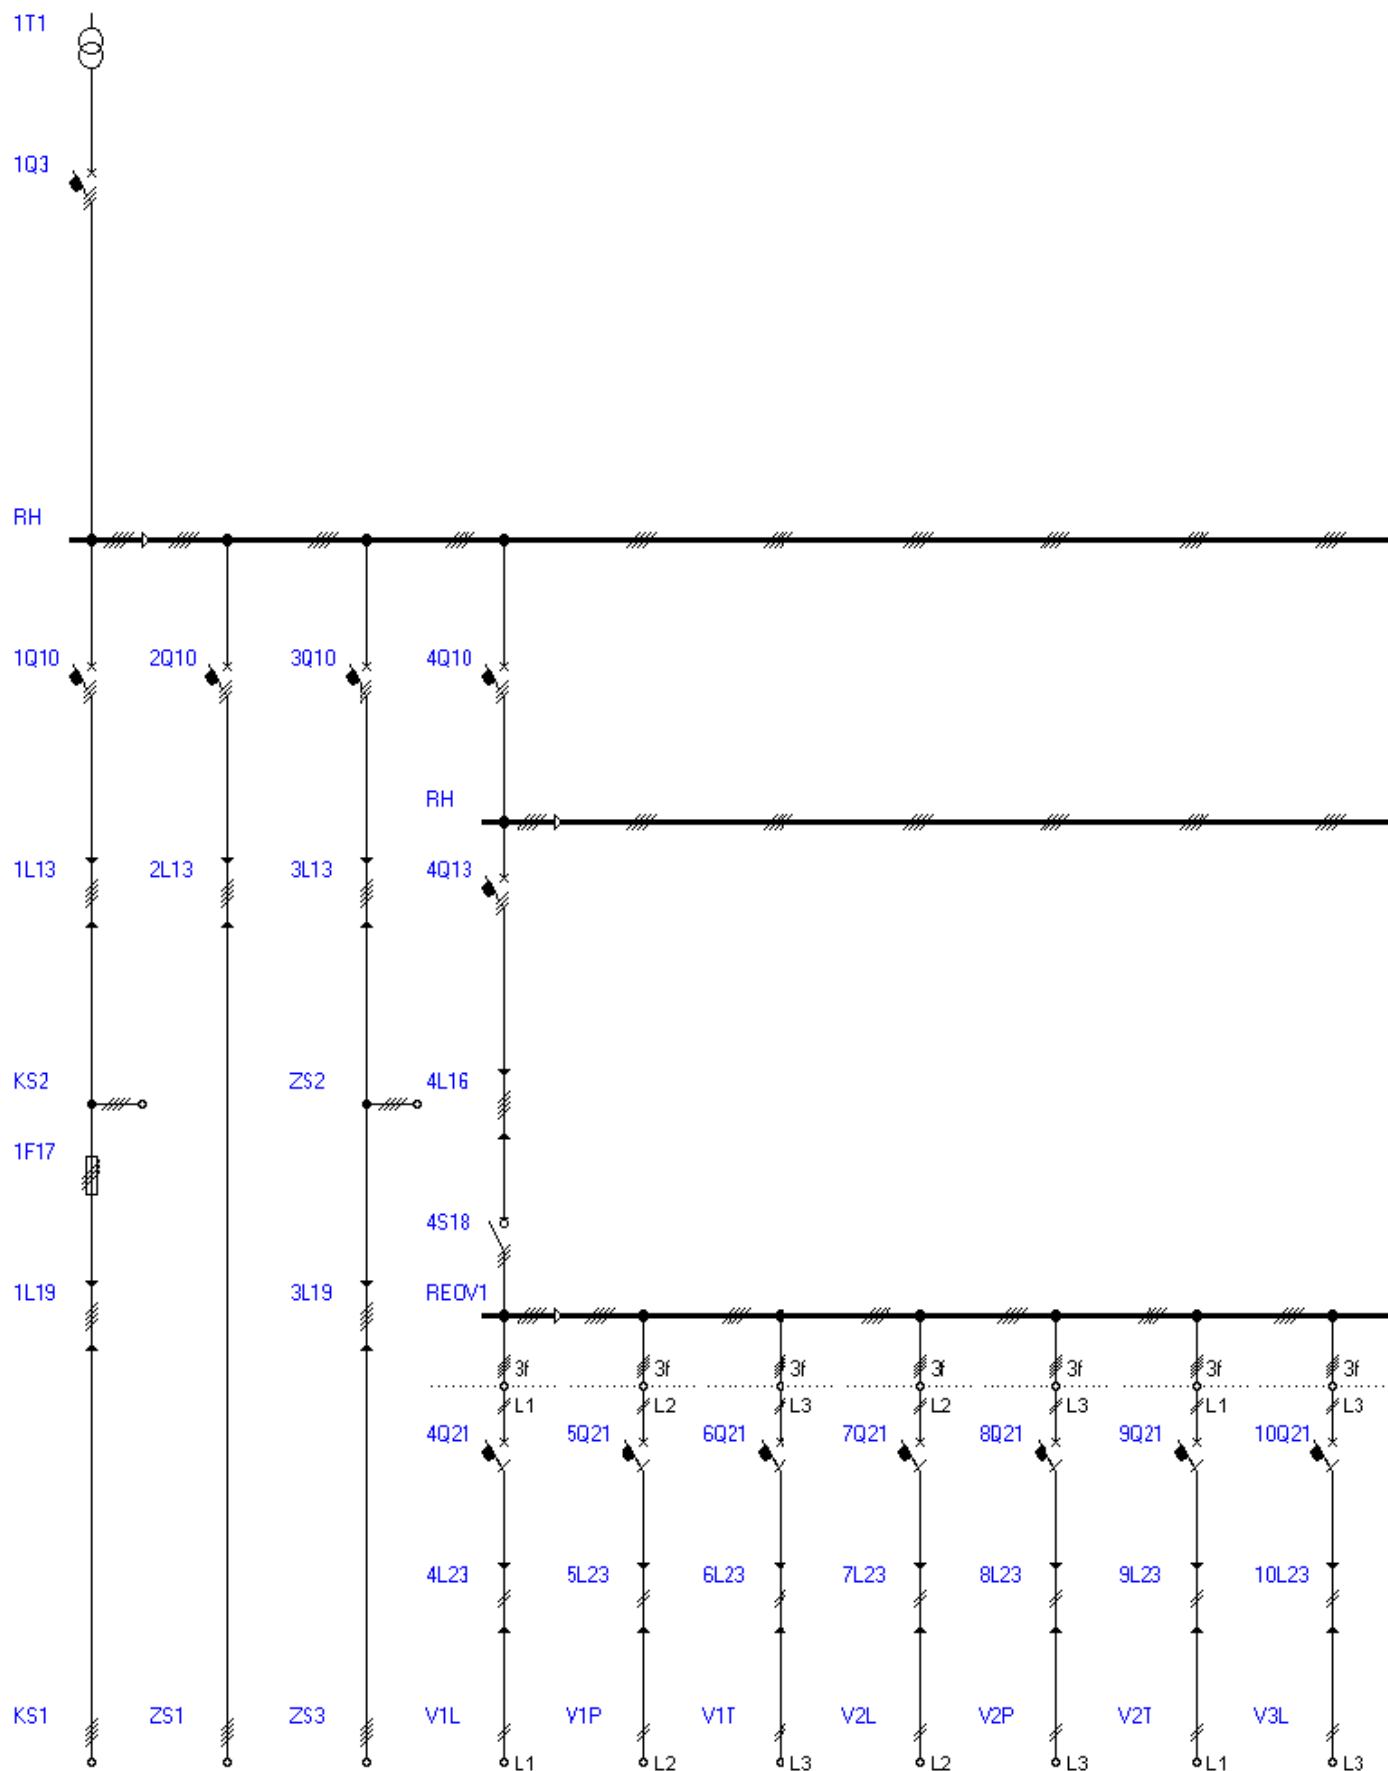 1T1
1Q3
RH
1Q10 2Q10 3Q10 4Q10
RH
1L13 2L13 3L13 4Q13
KS2 ZS2 4L16
1F17
4S18
1L19 3L19 REOV1
3f 3f 3f 3f 3f 3f 3f
L1 L2 L3 L2 L3 L1 L3
4Q21 5Q21 6Q21 7Q21 8Q21 9Q21 10Q21
4L23 5L23 6L23 7L23 8L23 9L23 10L23
KS1 ZS1 ZS3 V1L V1P V1T V2L V2P V2T V3L
L1 L2 L3 L2 L3 L1 L3